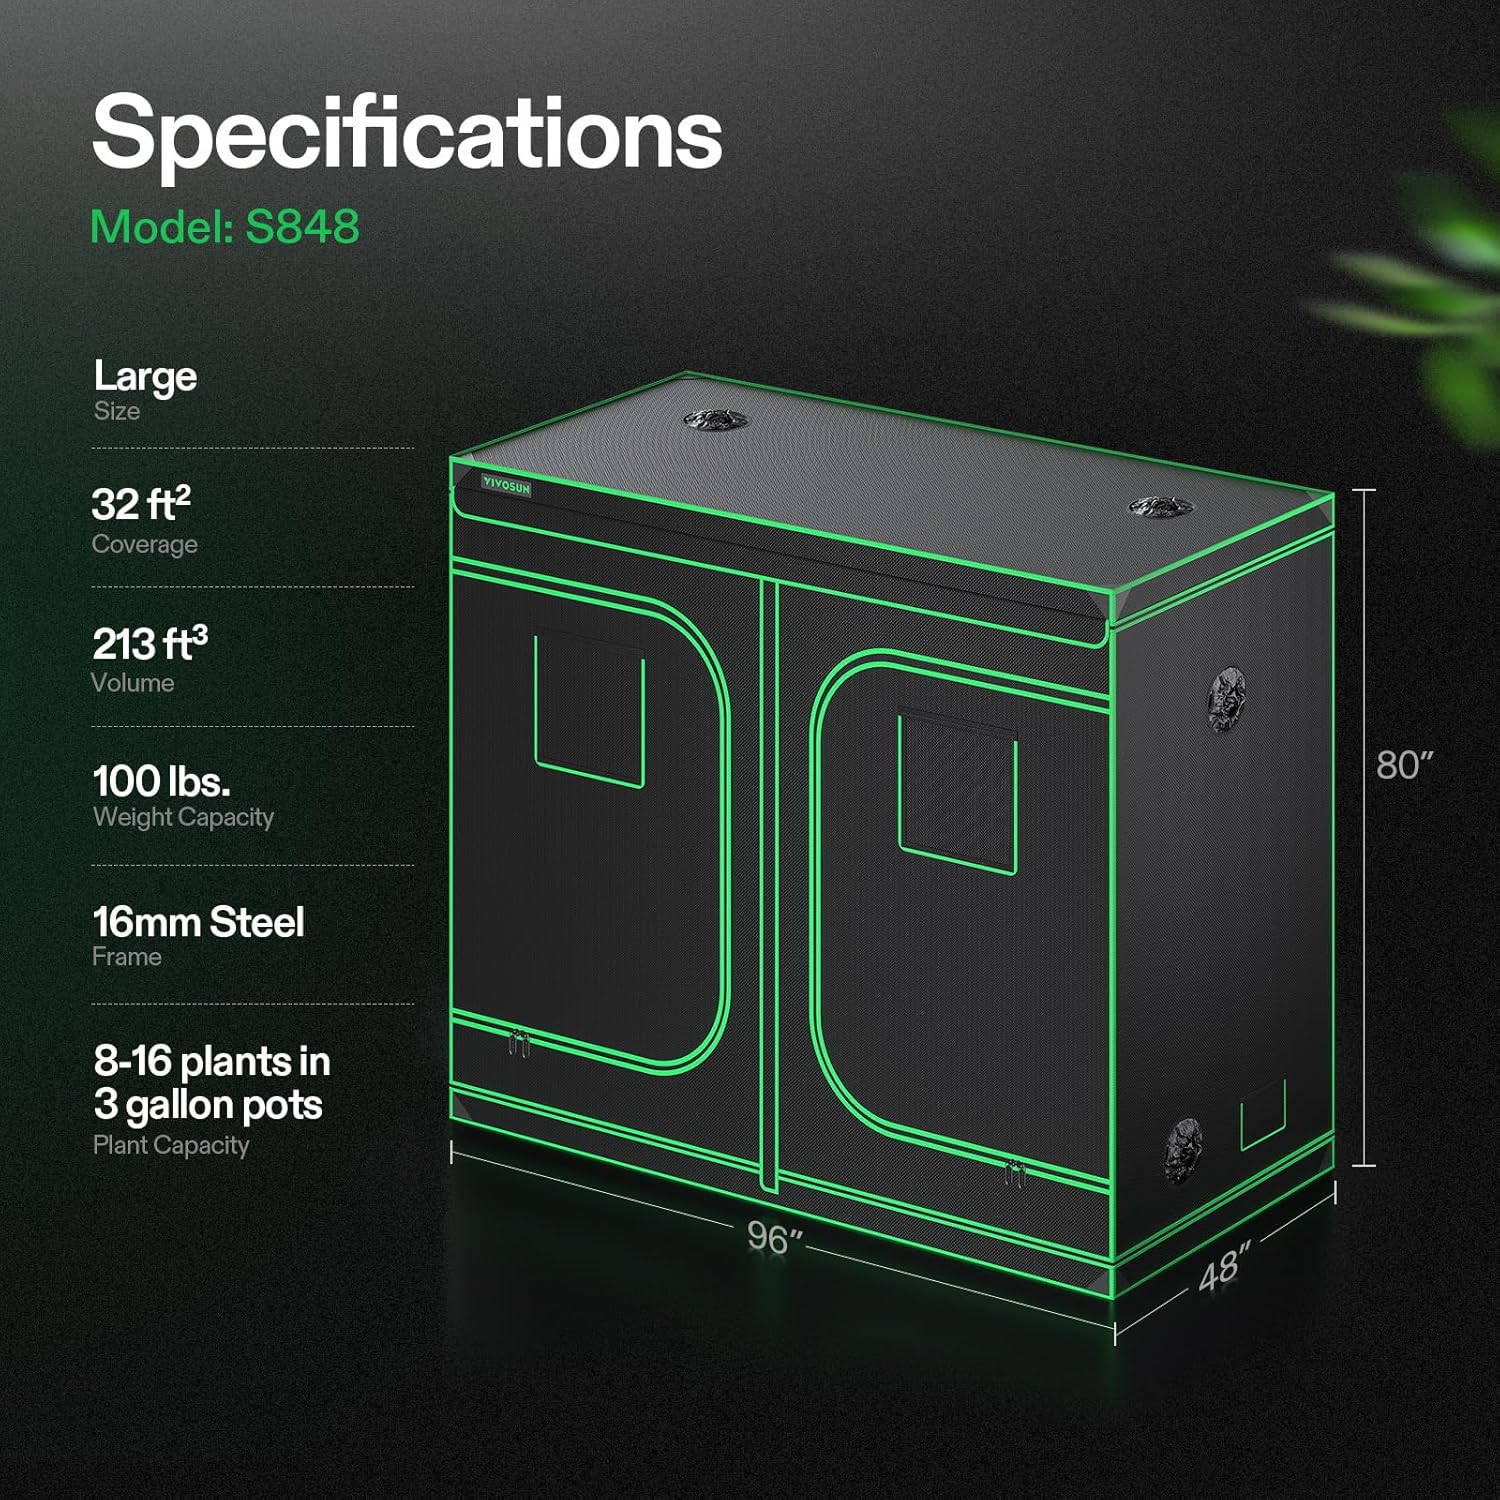 Specifications
Model: S848
Large
Size
32 ft²
Coverage
213 ft³
Volume
100 lbs.
Weight Capacity
16mm Steel
Frame
8-16 plants in
3 gallon pots
Plant Capacity
VIVOSUN
80″
96″
48″